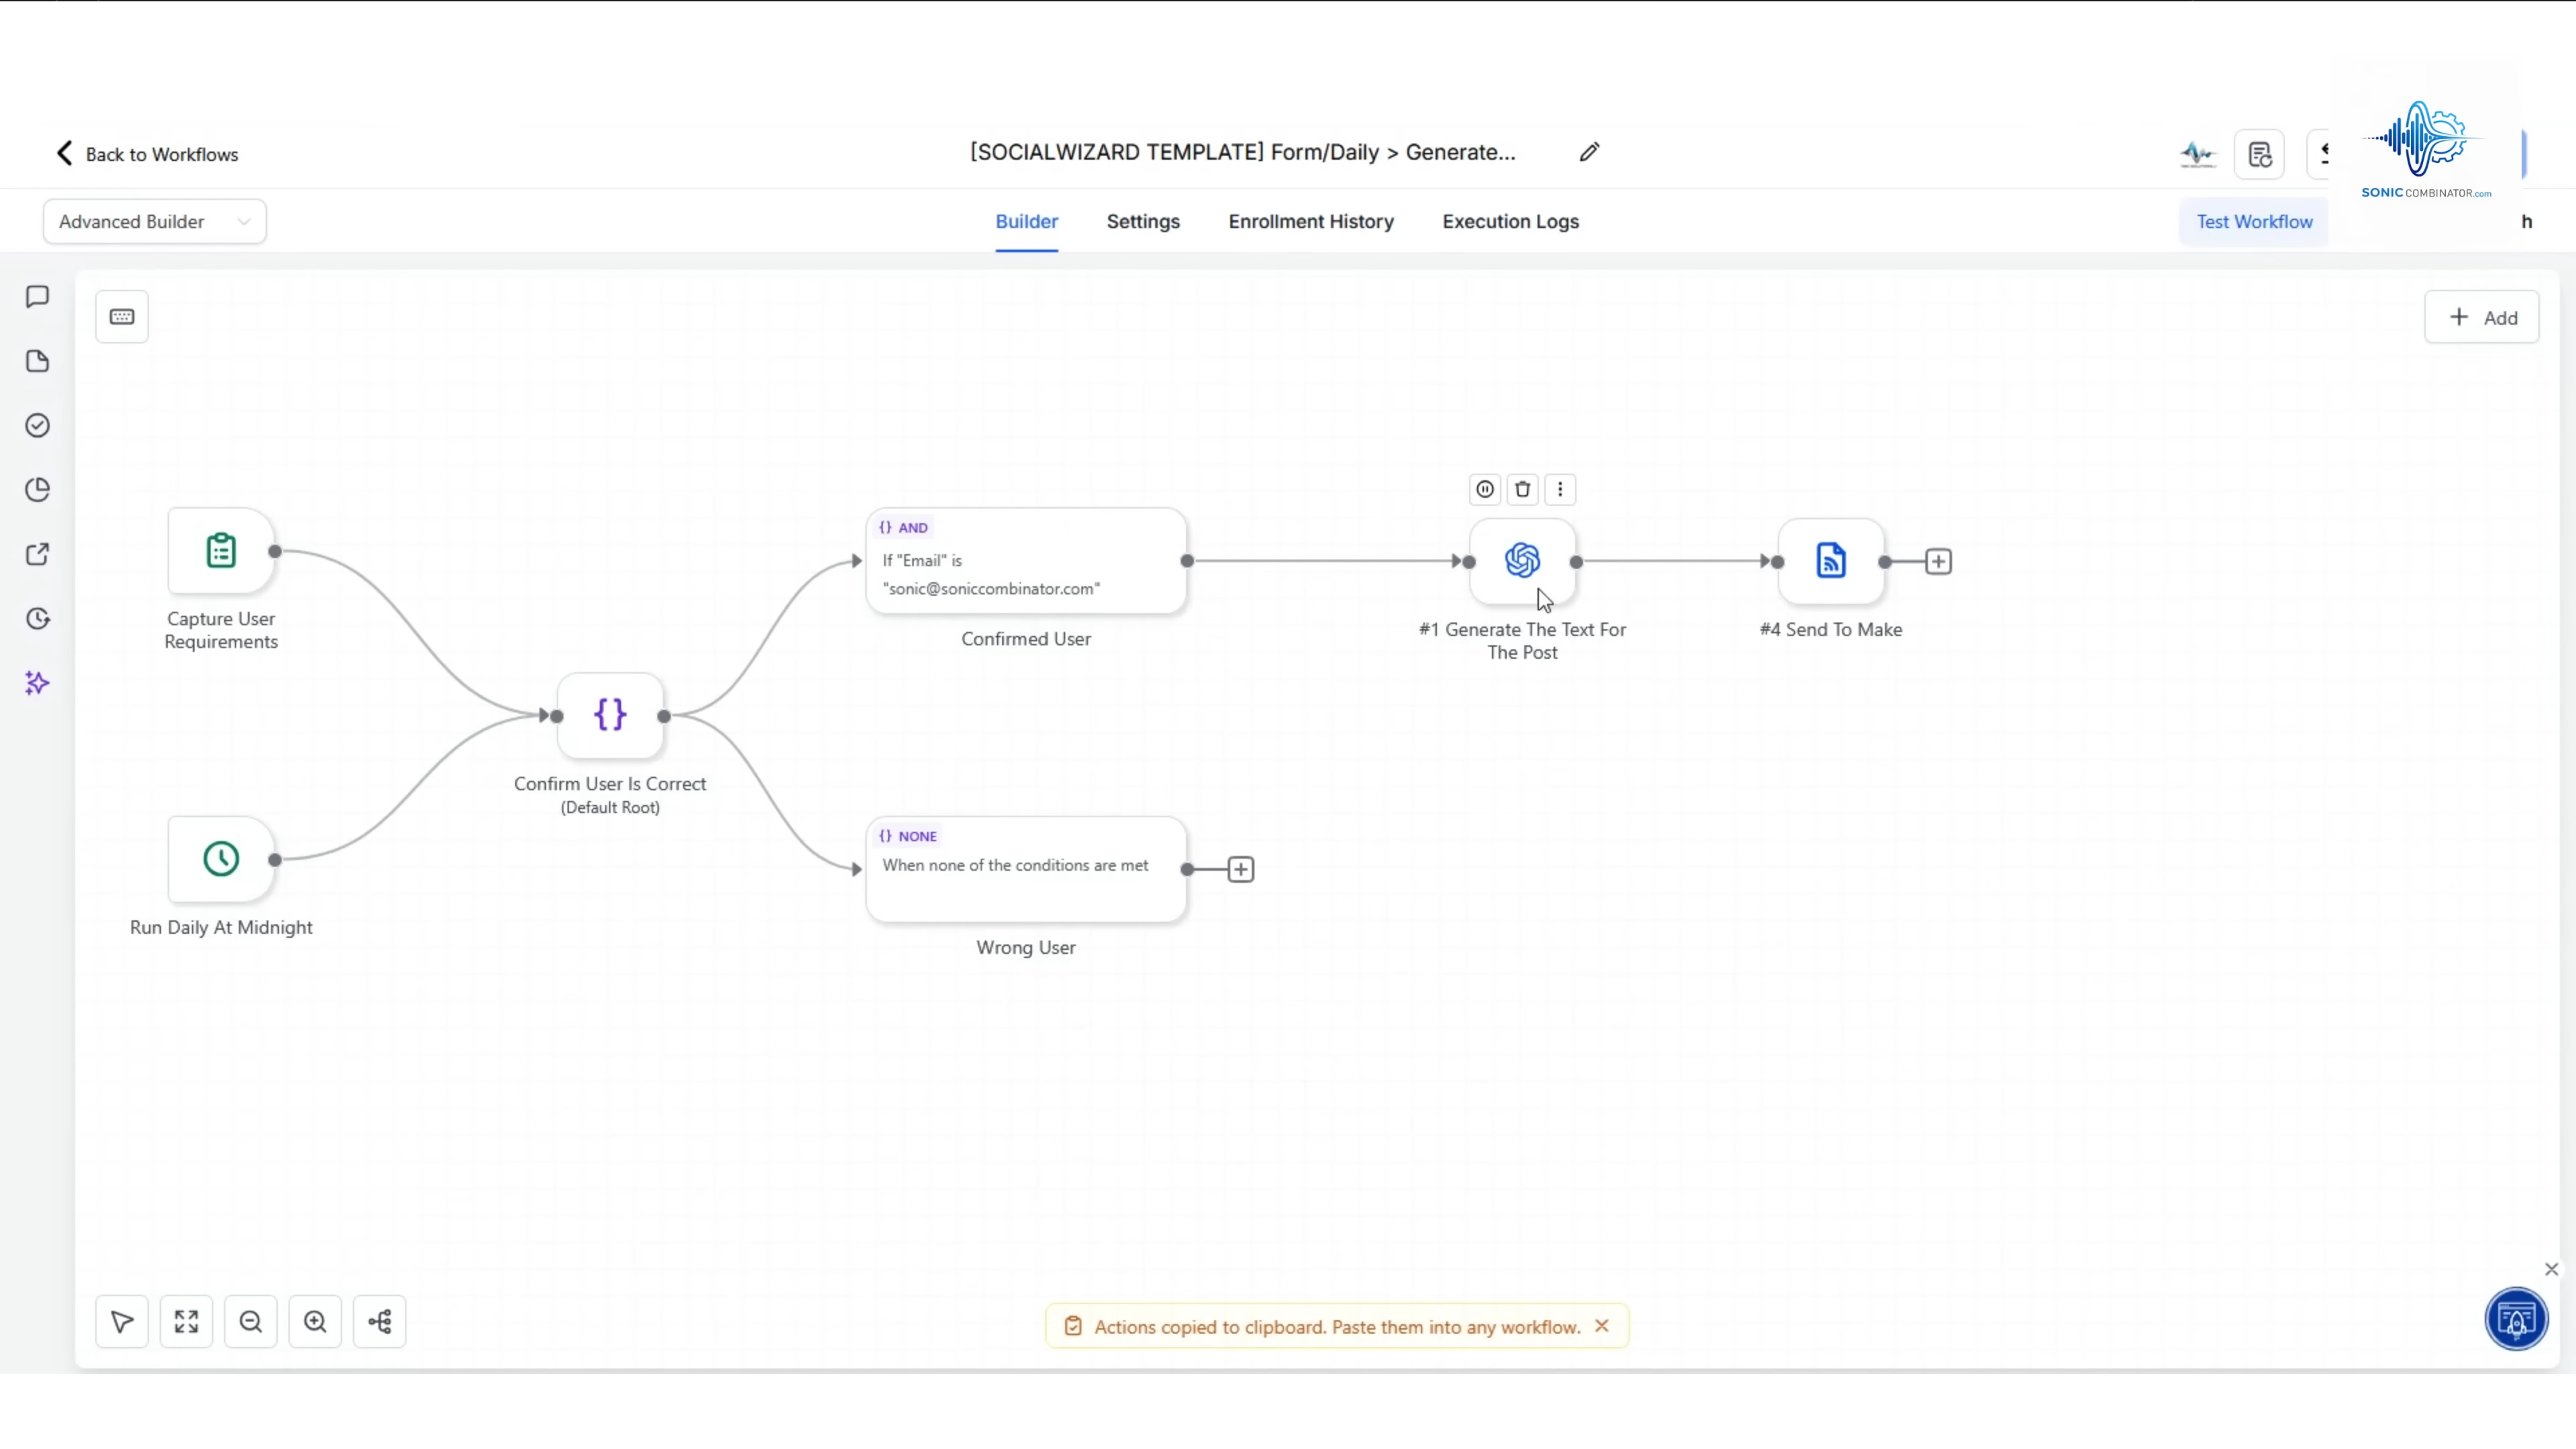 Back to Workflows
[SOCIALWIZARD TEMPLATE] Form/Daily > Generate...
SONICCOMBINATOR.com
Advanced Builder
Builder
Settings
Enrollment History
Execution Logs
Test Workflow
h
Add
{} AND
If "Email" is
"sonic@soniccombinator.com"
Confirmed User
#1 Generate The Text For
The Post
#4 Send To Make
Capture User
Requirements
{}
Confirm User Is Correct
(Default Root)
{} NONE
When none of the conditions are met
Wrong User
Run Daily At Midnight
Actions copied to clipboard. Paste them into any workflow.